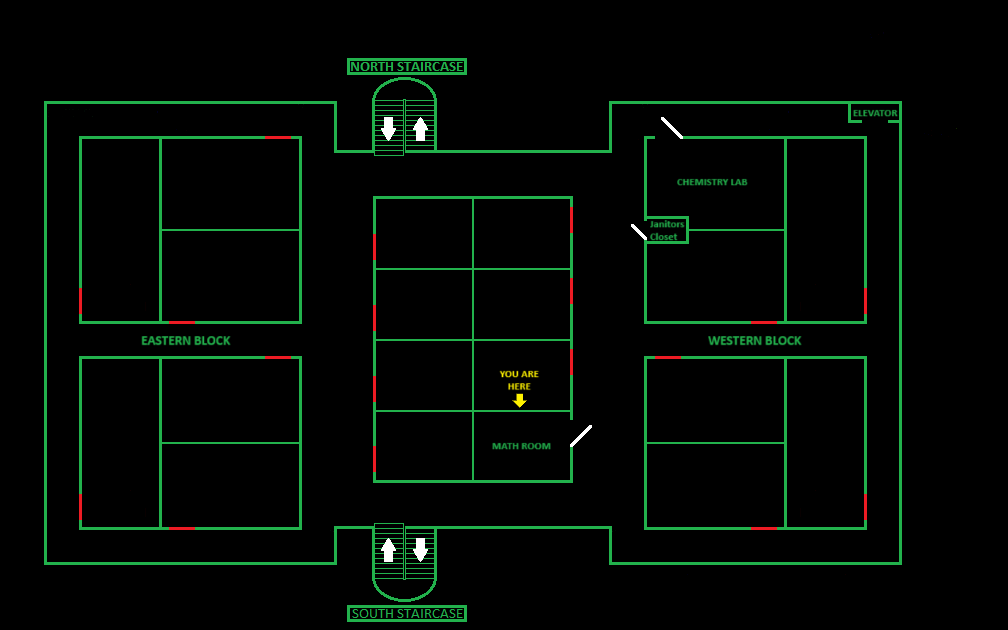 NORTH STAIRCASE
ELEVATOR
CHEMISTRY LAB
Janitors
Closet
EASTERN BLOCK
WESTERN BLOCK
YOU ARE
HERE
MATH ROOM
SOUTH STAIRCASE